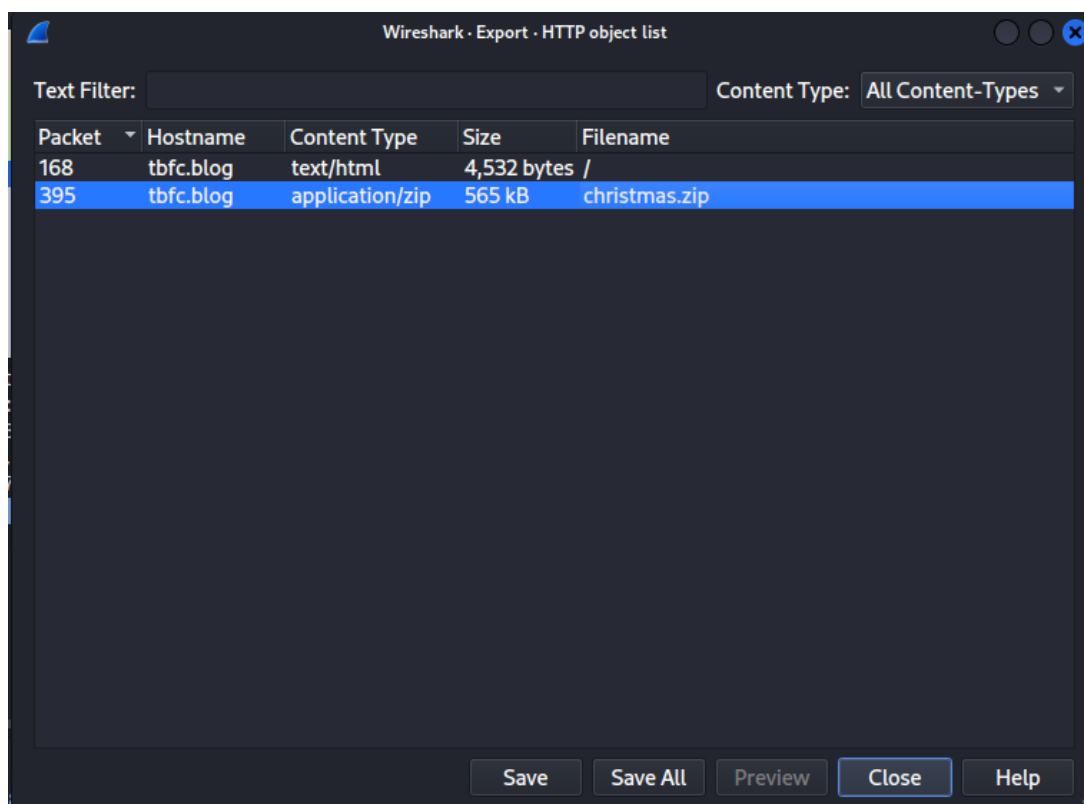 Wireshark · Export · HTTP object list
Text Filter: Content Type: All Content-Types
Packet Hostname Content Type Size Filename
168 tbfc.blog text/html 4,532 bytes /
395 tbfc.blog application/zip 565 kB christmas.zip
Save Save All Preview Close Help